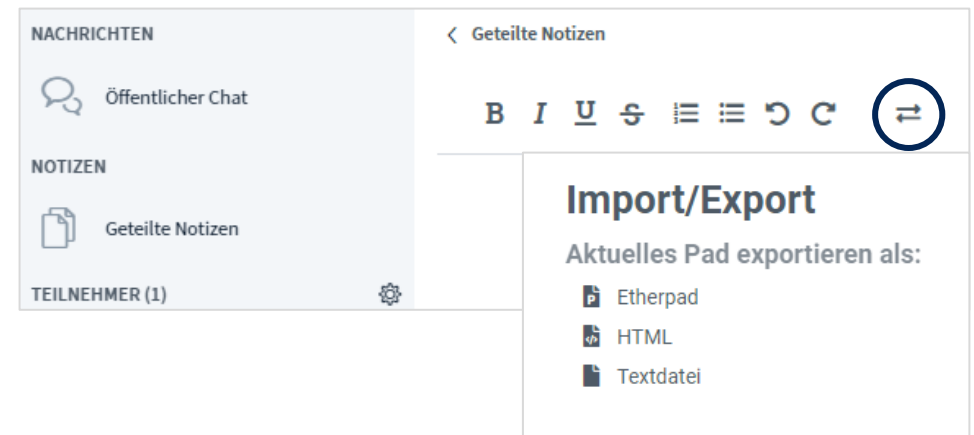 NACHRICHTEN
Öffentlicher Chat
NOTIZEN
Geteilte Notizen
TEILNEHMER (1)
Geteilte Notizen
B I U S
Import/Export
Aktuelles Pad exportieren als:
Etherpad
HTML
Textdatei